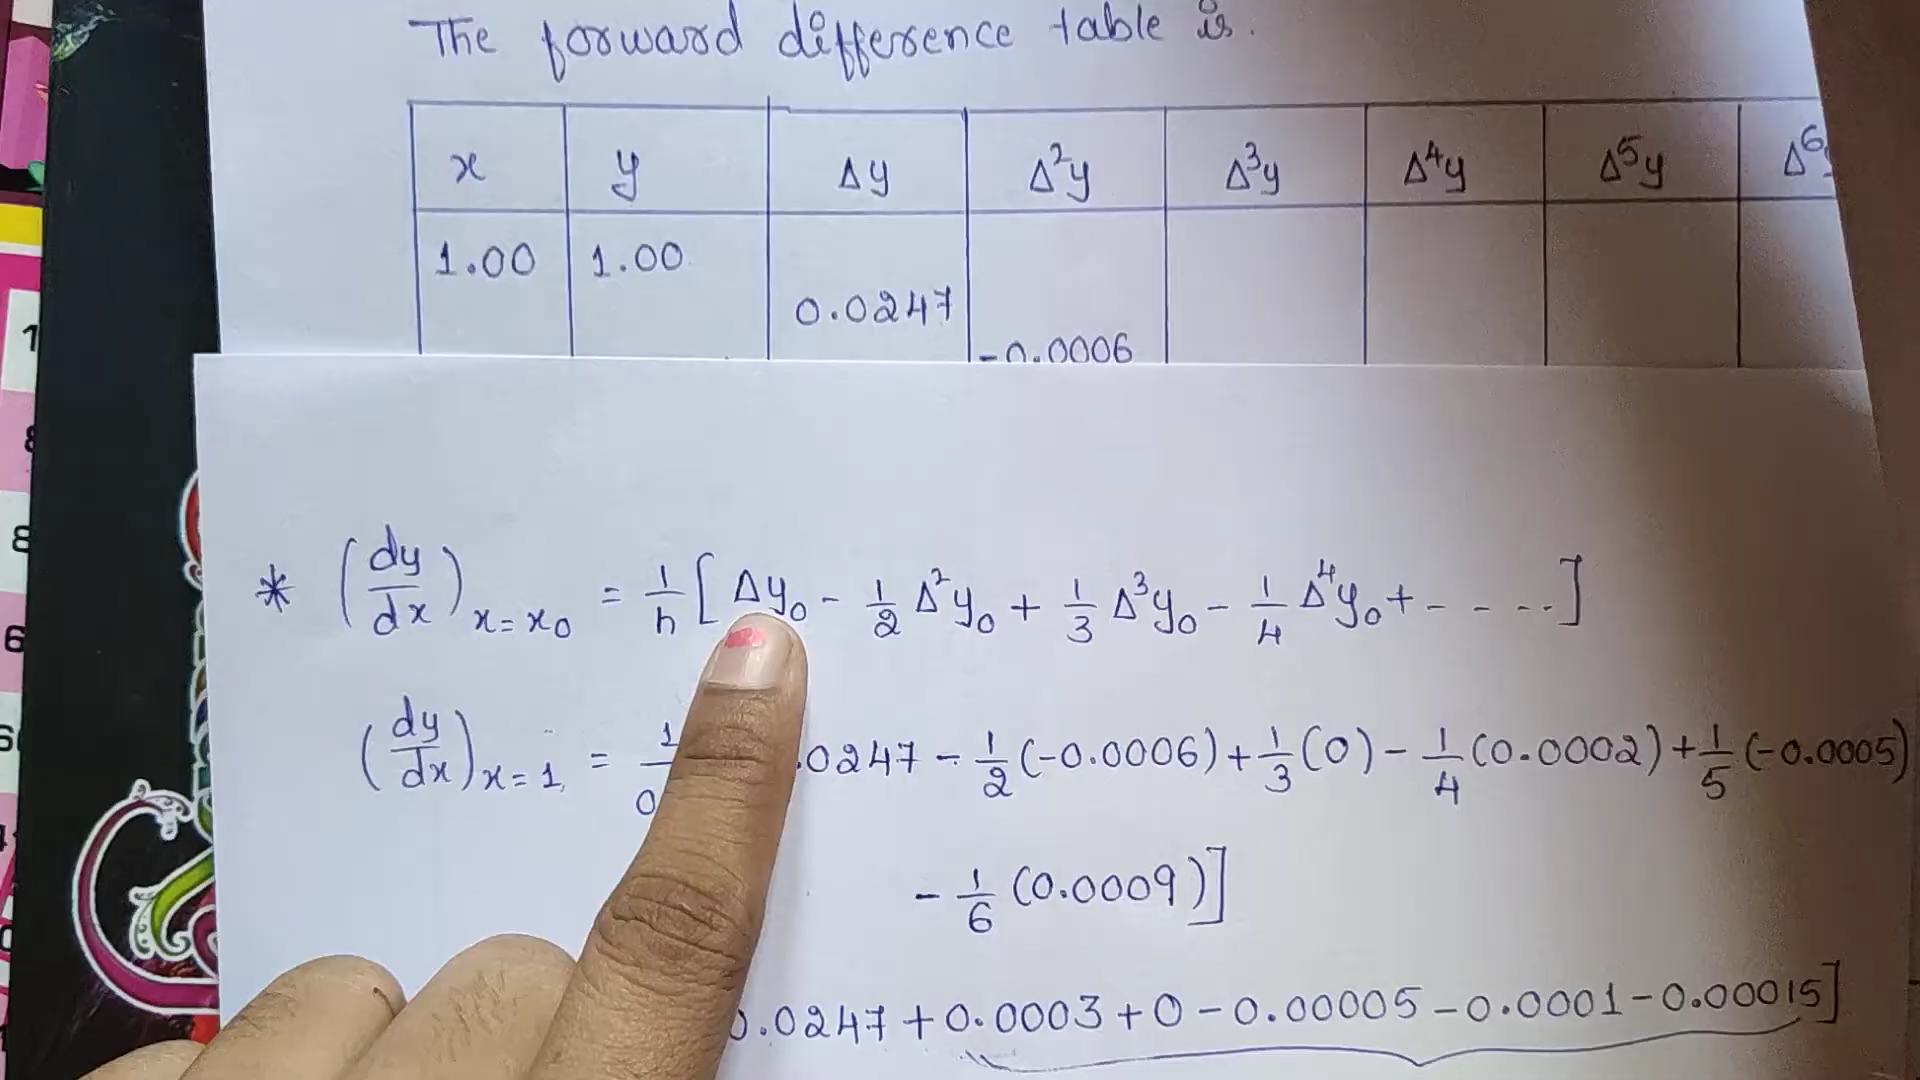 The forward difference table is.
x y Δy Δ²y Δ³y Δ⁴y Δ⁵y Δ⁶
1.00 1.00
0.0247
-0.0006
* (dy/dx)ₓ₌ₓ₀ = 1/h [Δy₀ - 1/2 Δ²y₀ + 1/3 Δ³y₀ - 1/4 Δ⁴y₀ + - - - ..]
(dy/dx)ₓ₌₁ = .0247 - 1/2 (-0.0006) + 1/3 (0) - 1/4 (0.0002) + 1/5 (-0.0005)
- 1/6 (0.0009)]
0.0247 + 0.0003 + 0 - 0.00005 - 0.0001 - 0.00015]